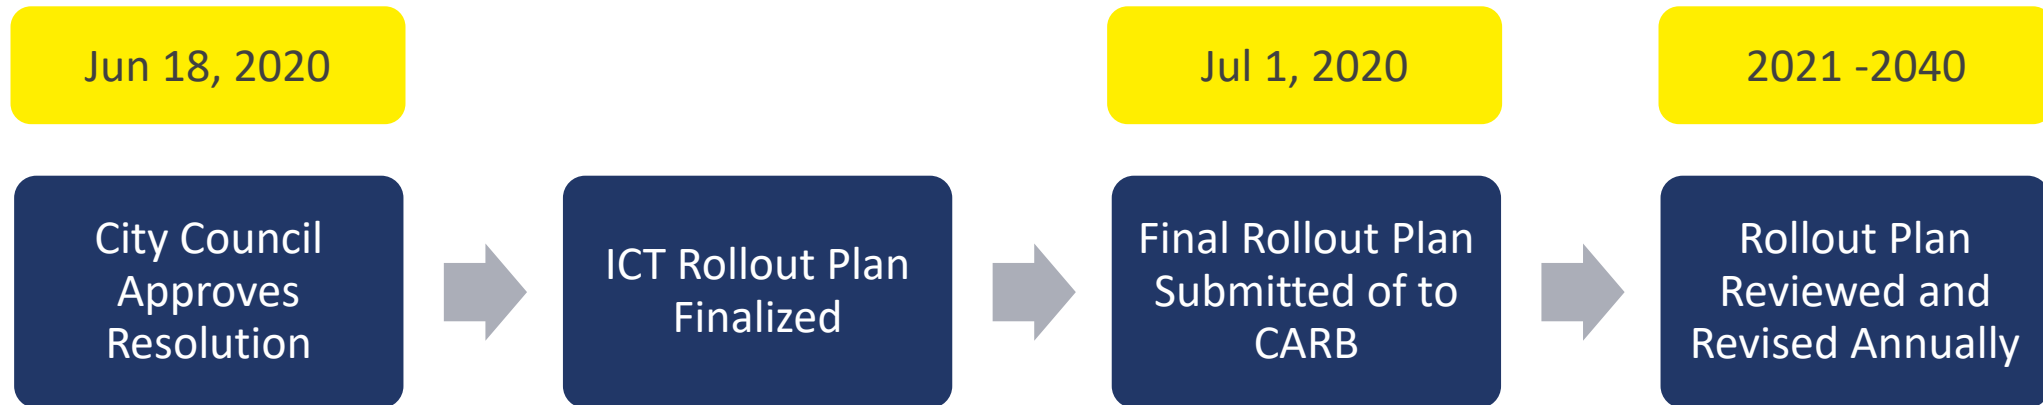 Jun 18, 2020
Jul 1, 2020
2021 -2040
City Council
Approves
Resolution
ICT Rollout Plan
Finalized
Final Rollout Plan
Submitted of to
CARB
Rollout Plan
Reviewed and
Revised Annually